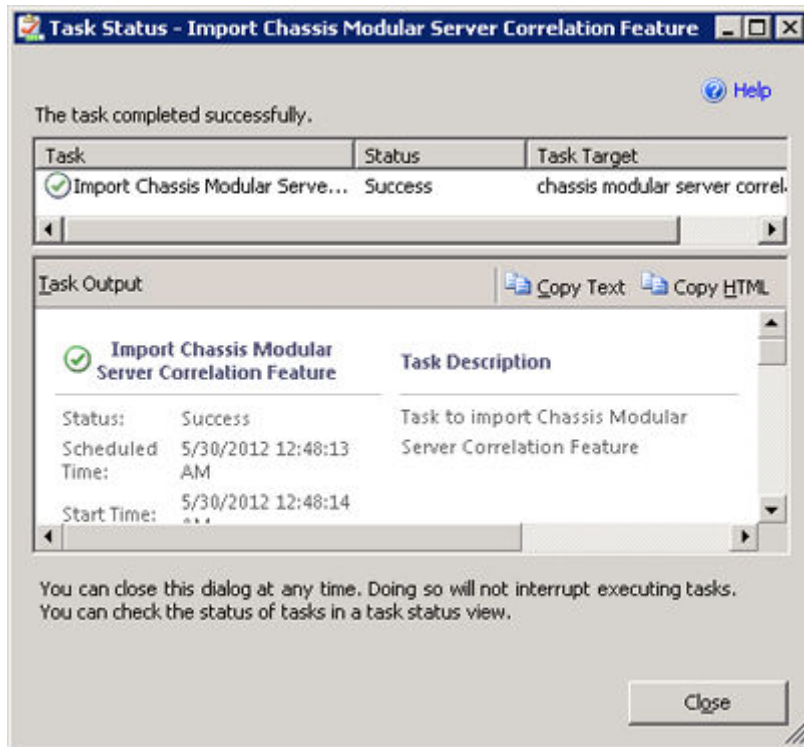 Task Status - Import Chassis Modular Server Correlation Feature
Help
The task completed successfully.
Task Status Task Target
Import Chassis Modular Serve... Success chassis modular server correl
Task Output Copy Text Copy HTML
Import Chassis Modular
Server Correlation Feature
Task Description
Status: Success
Scheduled Time: 5/30/2012 12:48:13 AM
Start Time: 5/30/2012 12:48:14
Task to import Chassis Modular
Server Correlation Feature
You can close this dialog at any time. Doing so will not interrupt executing tasks.
You can check the status of tasks in a task status view.
Close